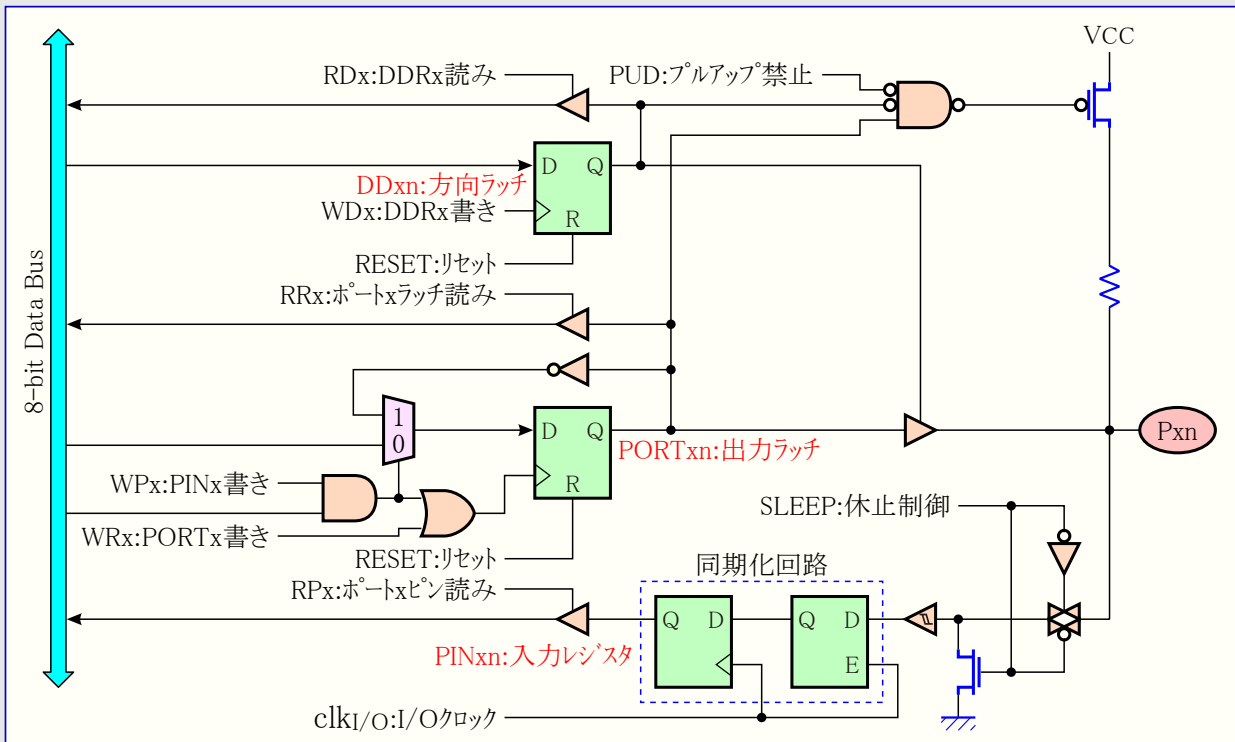 VCC
RDx:DDRx読み
PUD:プルアップ禁止
D
Q
DDxn:方向ラッチ
WDx:DDRx書き
R
RESET:リセット
RRx:ポートxラッチ読み
8-bit Data Bus
1
0
D
Q
PORTxn:出力ラッチ
Pxn
WPx:PINx書き
R
SLEEP:休止制御
WRx:PORTx書き
RESET:リセット
同期化回路
RPx:ポートxピン読み
Q
D
Q
D
PINxn:入力レジスタ
E
clkI/O:I/Oクロック